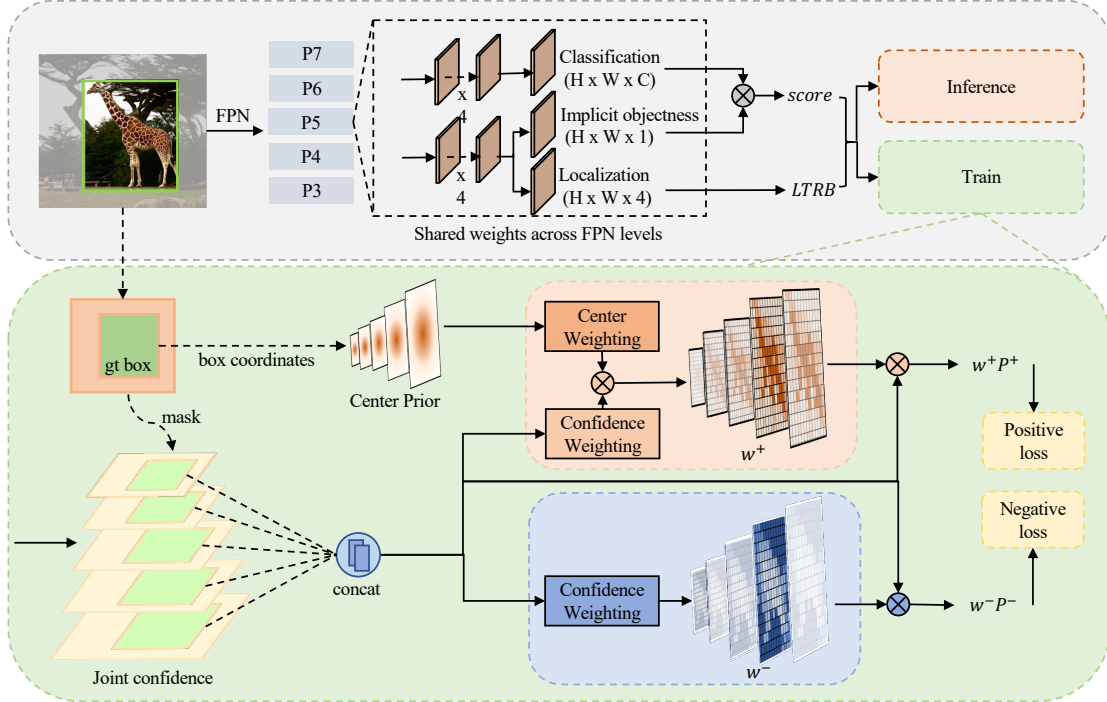 P7
P6
P5
P4
P3
FPN
x
4
x
4
Classification
(H x W x C)
Implicit objectness
(H x W x 1)
Localization
(H x W x 4)
score
LTRB
Inference
Train
Shared weights across FPN levels
gt box
box coordinates
mask
Center Prior
Center
Weighting
Confidence
Weighting
w⁺
w⁺P⁺
Positive
loss
Negative
loss
concat
Confidence
Weighting
w⁻
w⁻P⁻
Joint confidence